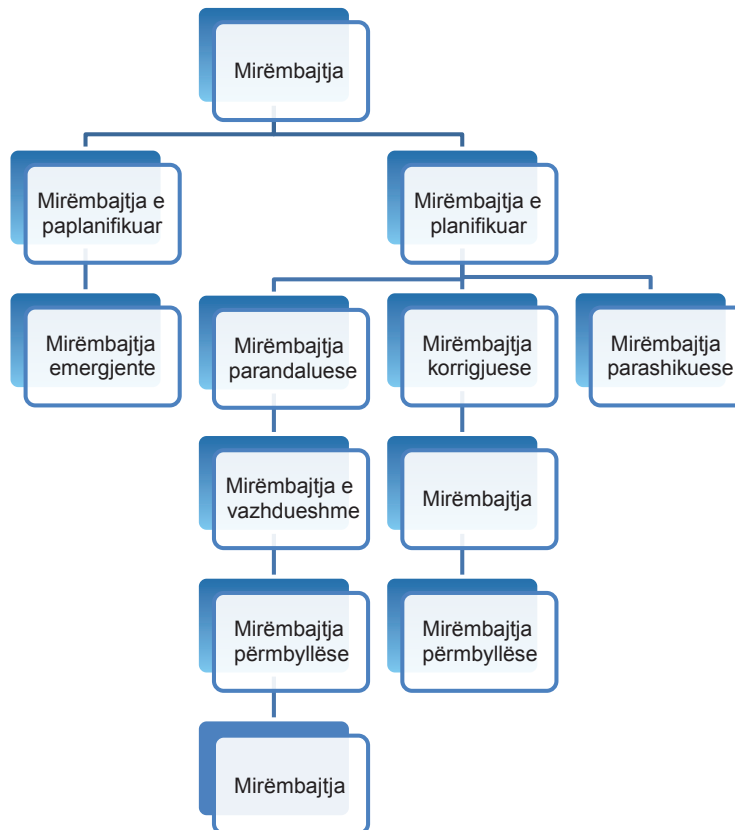 Mirëmbajtja
Mirëmbajtja e
paplanifikuar
Mirëmbajtja e
planifikuar
Mirëmbajtja
emergjente
Mirëmbajtja
parandaluese
Mirëmbajtja
korrigjuese
Mirëmbajtja
parashikuese
Mirëmbajtja e
vazhdueshme
Mirëmbajtja
Mirëmbajtja
përmbyllëse
Mirëmbajtja
përmbyllëse
Mirëmbajtja